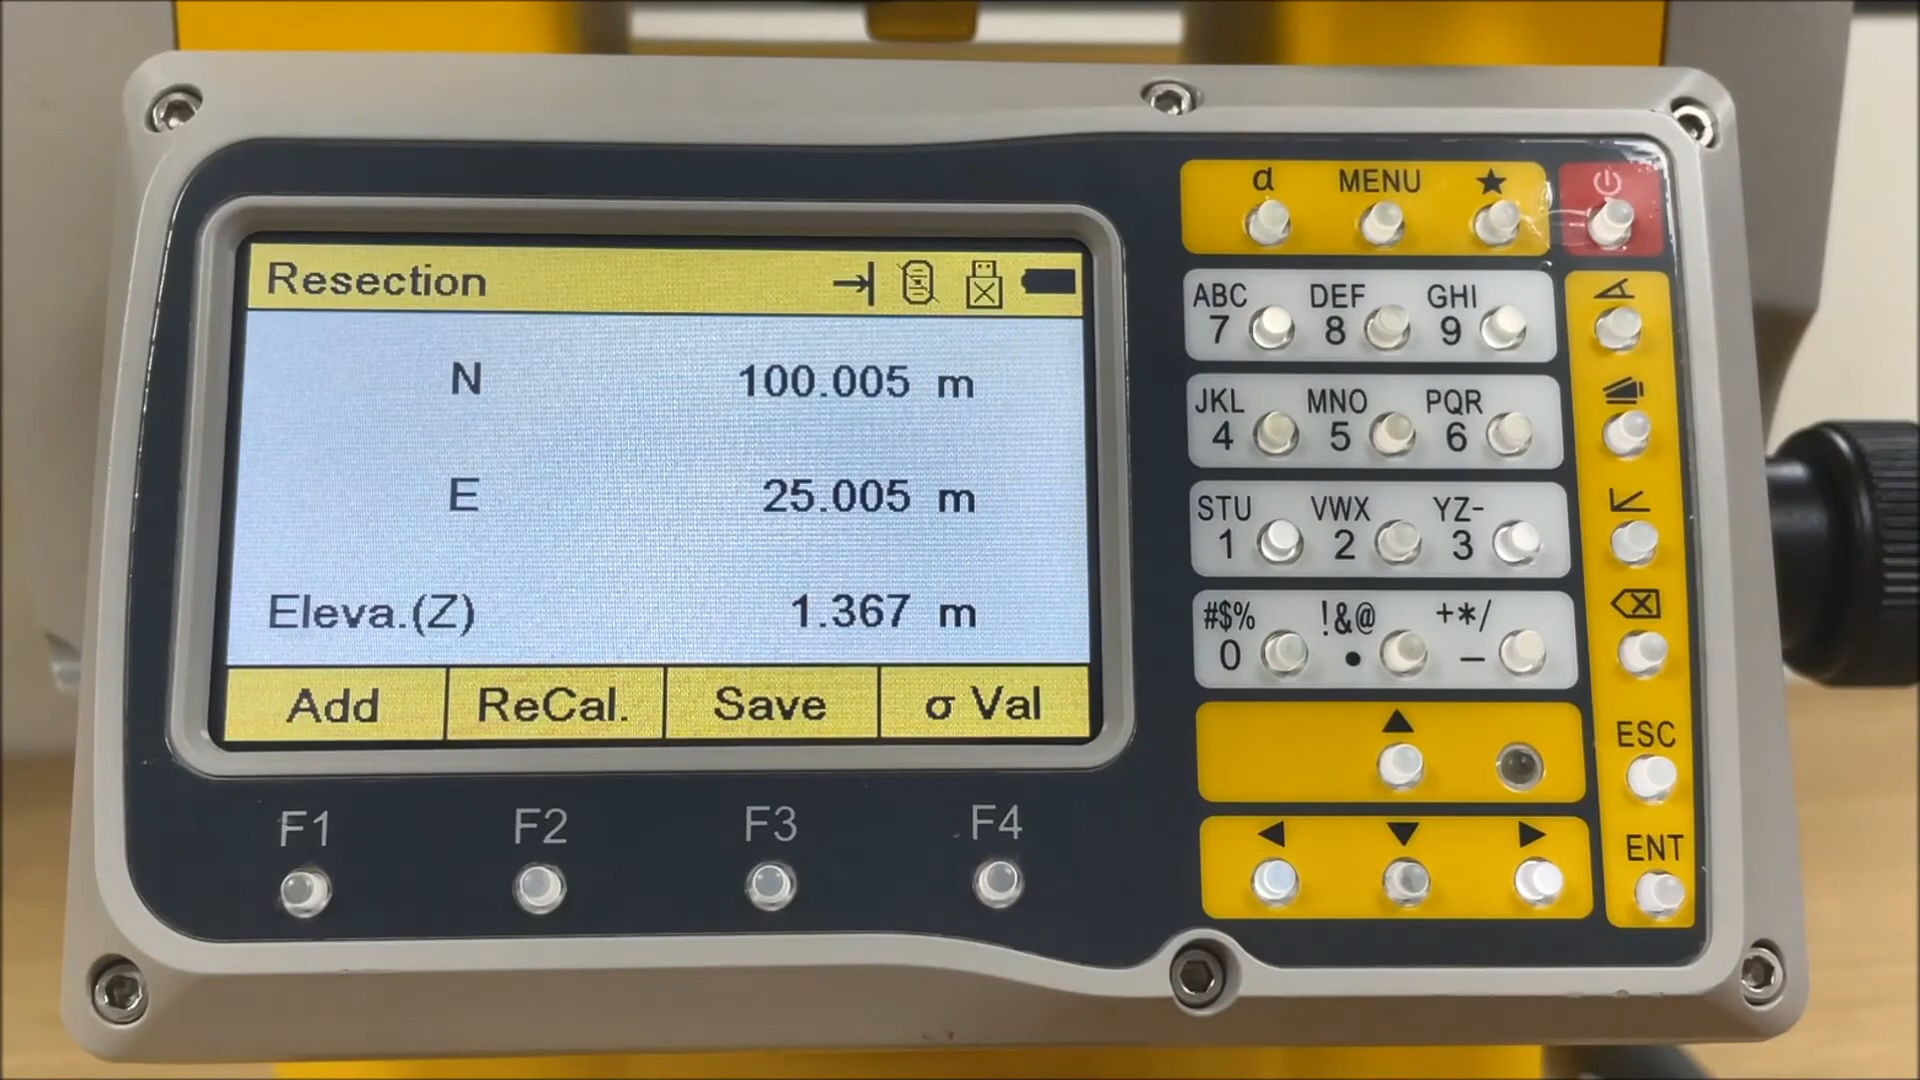 Resection
N 100.005 m
E 25.005 m
Eleva.(Z) 1.367 m
Add ReCal. Save σ Val
F1 F2 F3 F4
α MENU ★
ABC DEF GHI
7 8 9
JKL MNO PQR
4 5 6
STU VWX YZ-
1 2 3
#$% !&@ +*/
0 • –
ESC
ENT